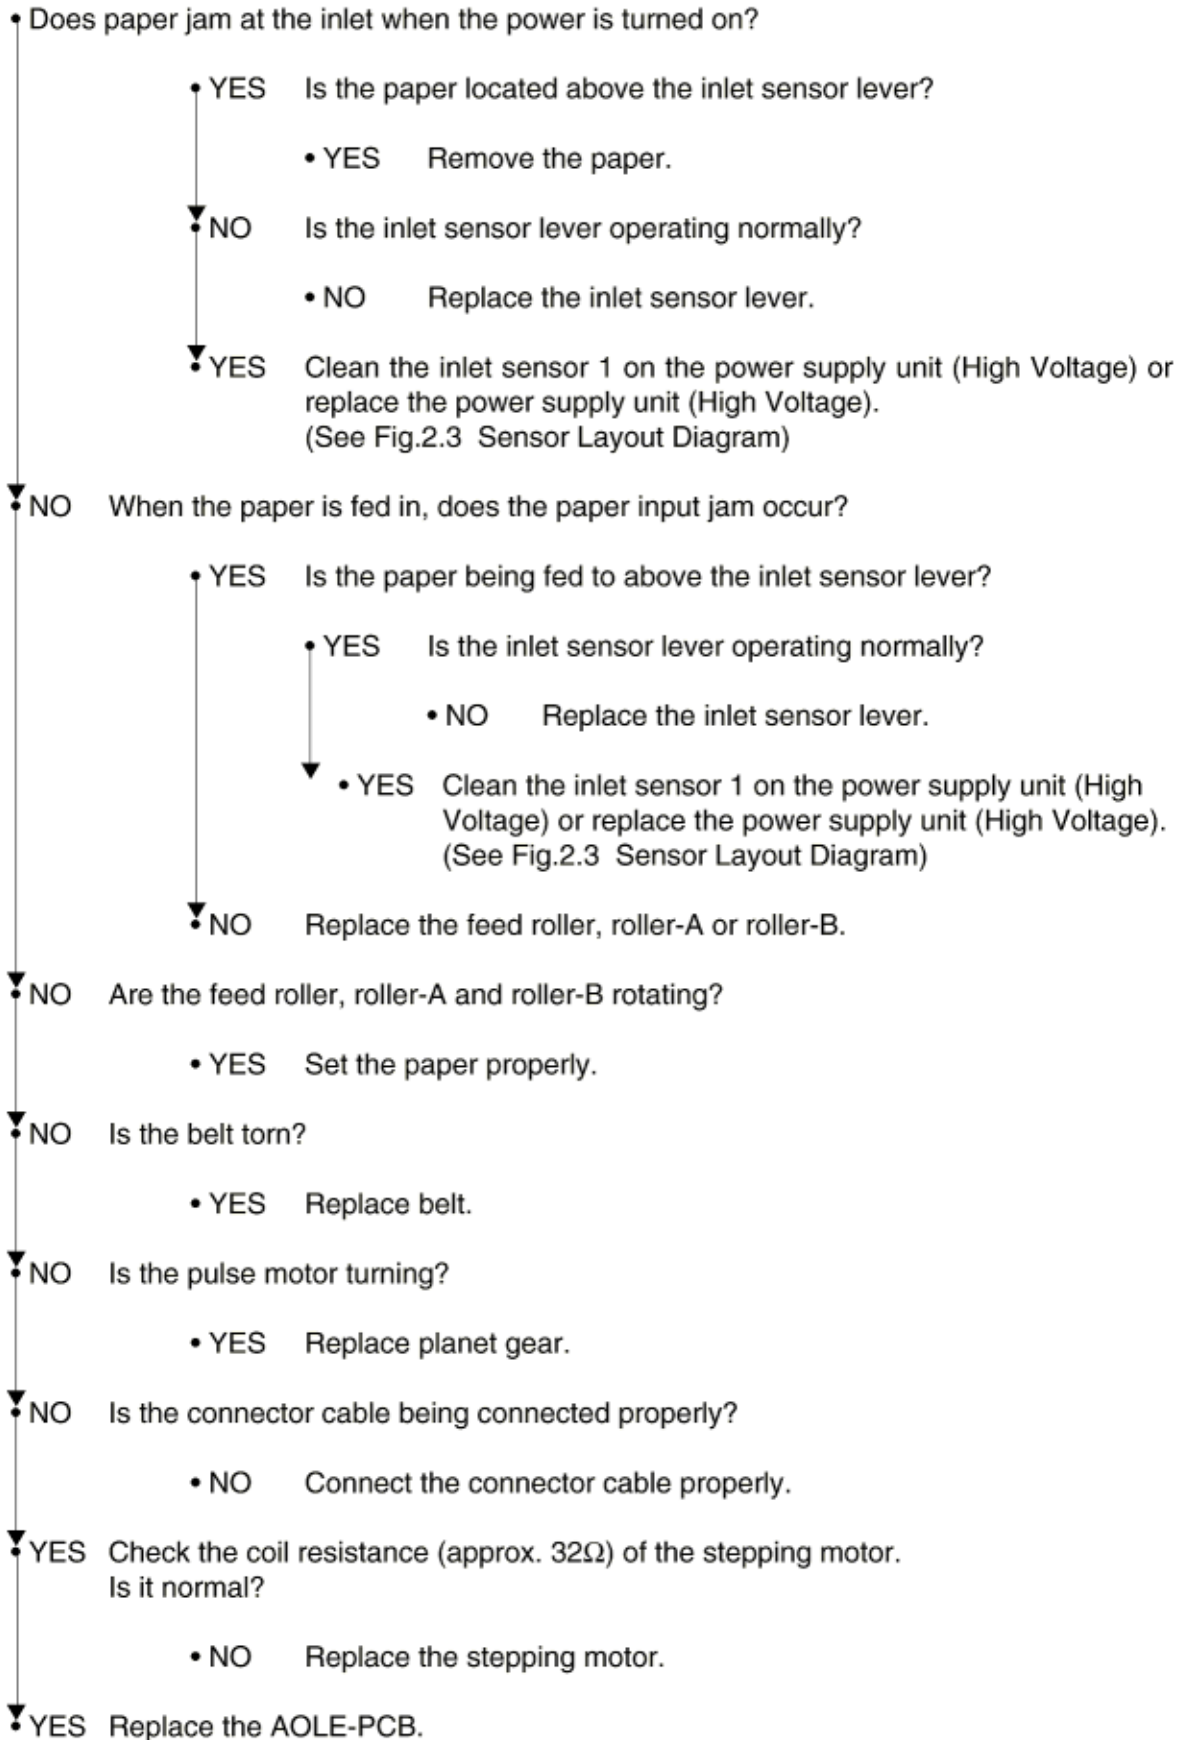 • Does paper jam at the inlet when the power is turned on?
• YES Is the paper located above the inlet sensor lever?
• YES Remove the paper.
• NO Is the inlet sensor lever operating normally?
• NO Replace the inlet sensor lever.
• YES Clean the inlet sensor 1 on the power supply unit (High Voltage) or
replace the power supply unit (High Voltage).
(See Fig.2.3 Sensor Layout Diagram)
• NO When the paper is fed in, does the paper input jam occur?
• YES Is the paper being fed to above the inlet sensor lever?
• YES Is the inlet sensor lever operating normally?
• NO Replace the inlet sensor lever.
• YES Clean the inlet sensor 1 on the power supply unit (High
Voltage) or replace the power supply unit (High Voltage).
(See Fig.2.3 Sensor Layout Diagram)
• NO Replace the feed roller, roller-A or roller-B.
• NO Are the feed roller, roller-A and roller-B rotating?
• YES Set the paper properly.
• NO Is the belt torn?
• YES Replace belt.
• NO Is the pulse motor turning?
• YES Replace planet gear.
• NO Is the connector cable being connected properly?
• NO Connect the connector cable properly.
• YES Check the coil resistance (approx. 32Ω) of the stepping motor.
Is it normal?
• NO Replace the stepping motor.
• YES Replace the AOLE-PCB.